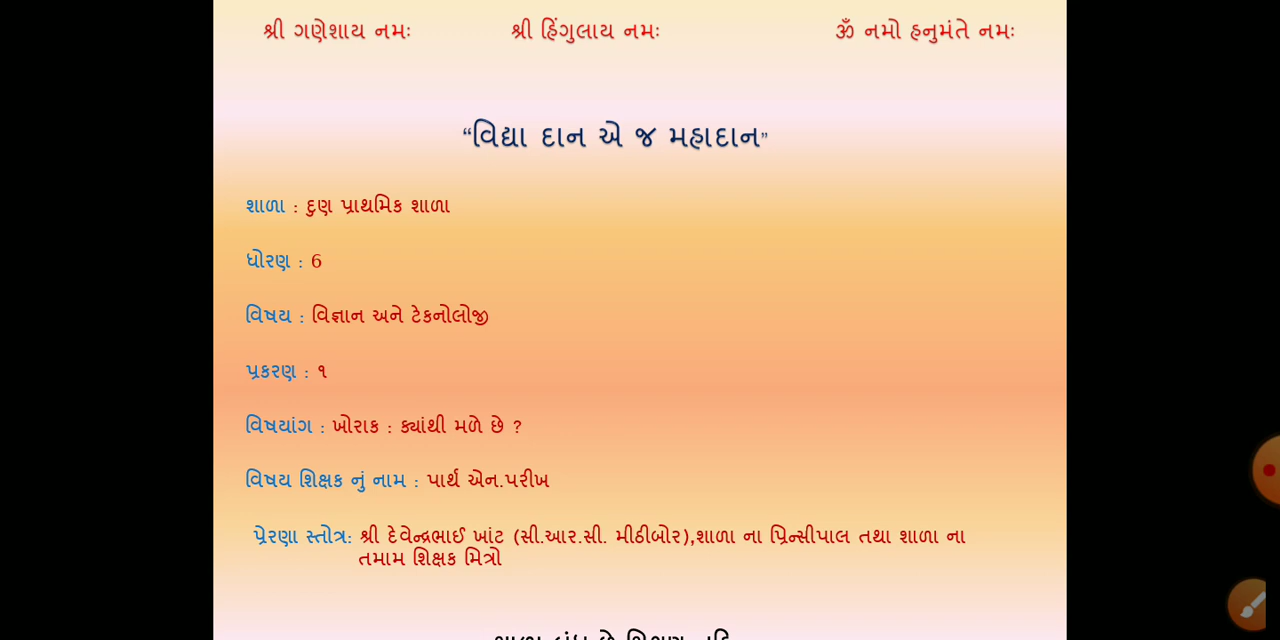 શ્રી ગણેશાય નમઃ શ્રી હિંગુલાય નમઃ ૐ નમો હનુમંતે નમઃ
“વિદ્યા દાન એ જ મહાદાન”
શાળા : દુણ પ્રાથમિક શાળા
ધોરણ : 6
વિષય : વિજ્ઞાન અને ટેકનોલોજી
પ્રકરણ : ૧
વિષયાંગ : ખોરાક : ક્યાંથી મળે છે ?
વિષય શિક્ષક નું નામ : પાર્થ એન.પરીખ
પ્રેરણા સ્તોત્ર: શ્રી દેવેન્દ્રભાઈ ખાંટ (સી.આર.સી. મીઠીબોર),શાળા ના પ્રિન્સીપાલ તથા શાળા ના
તમામ શિક્ષક મિત્રો